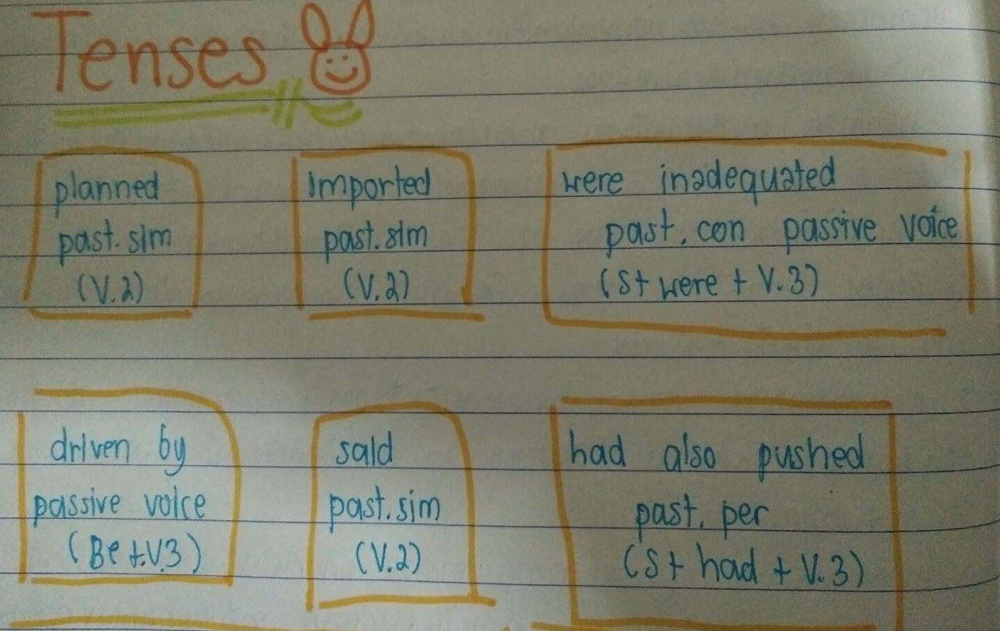 Tenses
planned
past. sim
(V.2)
imported
past. sim
(V.2)
were inadequated
past. con passive voice
(S+ were + V.3)
driven by
passive voice
(Be +.V.3)
said
past. sim
(V.2)
had also pushed
past. per
(S+ had + V.3)